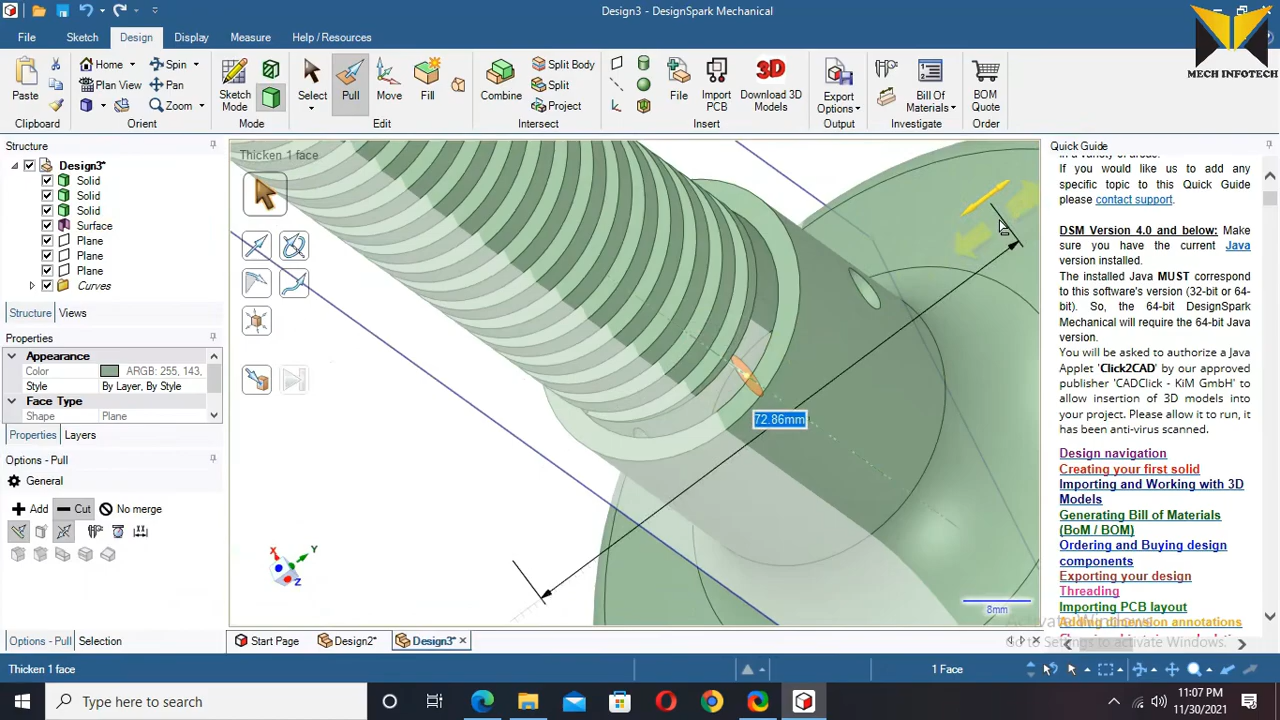 Design3 - DesignSpark Mechanical
File
Sketch
Design
Display
Measure
Help / Resources
MECH INFOTECH
Paste
Clipboard
Home
Spin
Plan View
Pan
Zoom
Orient
Sketch
Mode
Mode
Select
Pull
Move
Fill
Edit
Combine
Split Body
Split
Project
Intersect
File
Import
PCB
Download 3D
Models
3D
Insert
Export
Options
Output
Bill Of
Materials
Investigate
BOM
Quote
Order
Structure
Design3*
Solid
Solid
Solid
Surface
Plane
Plane
Plane
Curves
Structure
Views
Properties
Appearance
Color
ARGB: 255, 143,
Style
By Layer, By Style
Face Type
Shape
Plane
Properties
Layers
Options - Pull
General
Add
Cut
No merge
Options - Pull
Selection
Thicken 1 face
72.86mm
X
Y
Z
8mm
Start Page
Design2*
Design3*
Quick Guide
If you would like us to add any
specific topic to this Quick Guide
please contact support.
DSM Version 4.0 and below: Make
sure you have the current Java
version installed.
The installed Java MUST correspond
to this software's version (32-bit or 64-
bit). So, the 64-bit DesignSpark
Mechanical will require the 64-bit Java
version.
You will be asked to authorize a Java
Applet 'Click2CAD' by our approved
publisher 'CADClick - KiM GmbH' to
allow insertion of 3D models into
your project. Please allow it to run, it
has been anti-virus scanned.
Design navigation
Creating your first solid
Importing and Working with 3D
Models
Generating Bill of Materials
(BoM / BOM)
Ordering and Buying design
components
Exporting your design
Threading
Importing PCB layout
Adding dimension annotations
Activate Windows
Go to Settings to activate Windows.
Thicken 1 face
1 Face
Type here to search
11:07 PM
11/30/2021